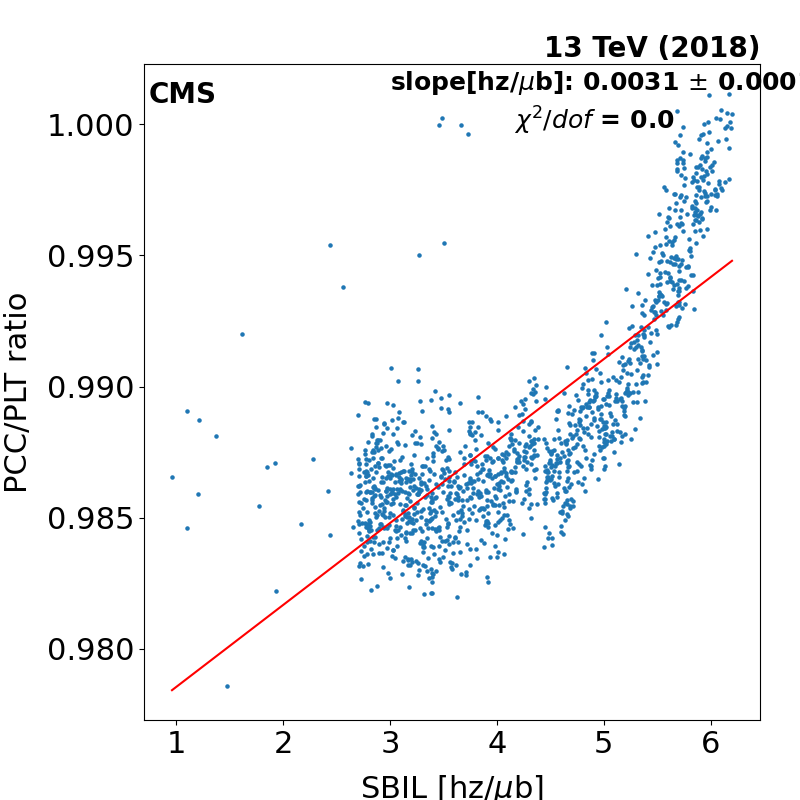 13 TeV (2018)
CMS
slope[hz/μb]: 0.0031 ± 0.000
χ²/dof = 0.0
1.000
0.995
0.990
0.985
0.980
PCC/PLT ratio
1 2 3 4 5 6
SBIL [hz/μb]